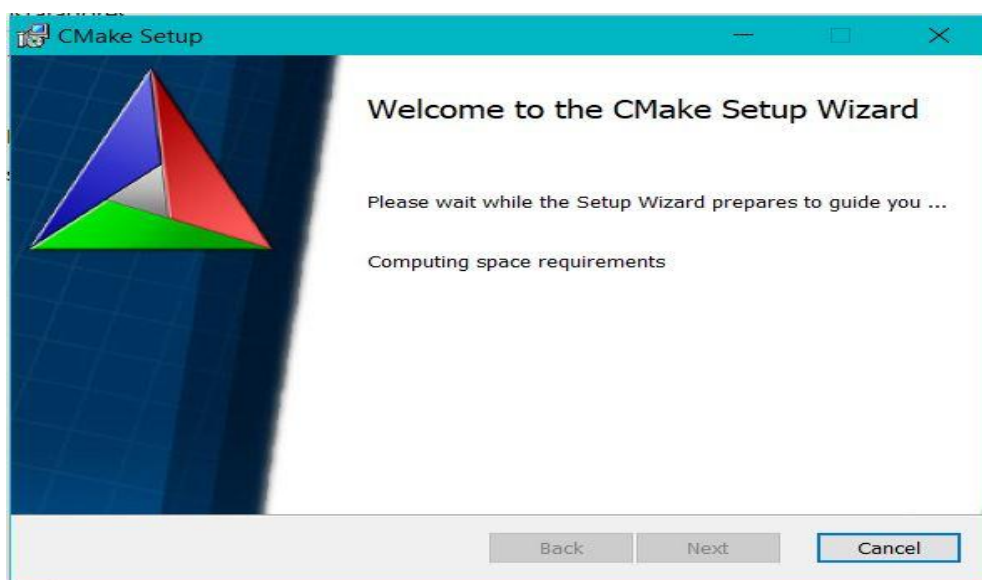 CMake Setup
Welcome to the CMake Setup Wizard
Please wait while the Setup Wizard prepares to guide you ...
Computing space requirements
Back Next Cancel